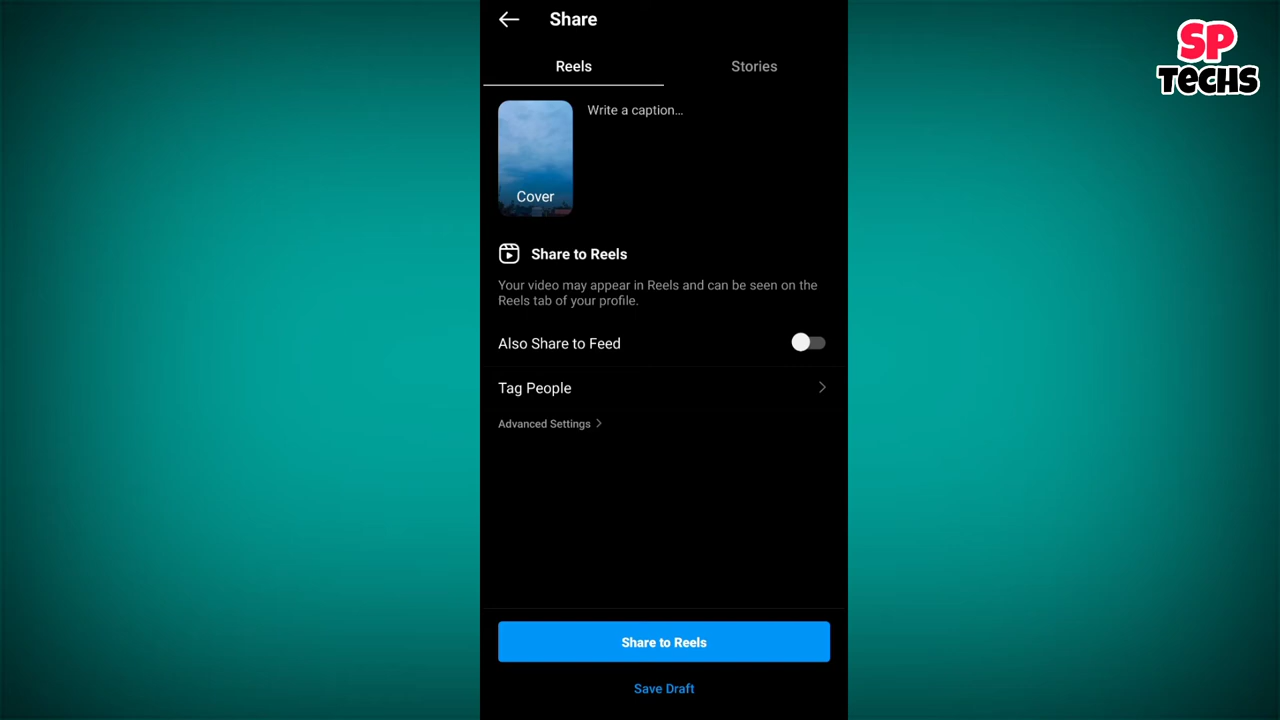 Share
SP
Techs
Reels
Stories
Write a caption...
Cover
Share to Reels
Your video may appear in Reels and can be seen on the
Reels tab of your profile.
Also Share to Feed
Tag People
Advanced Settings
Share to Reels
Save Draft